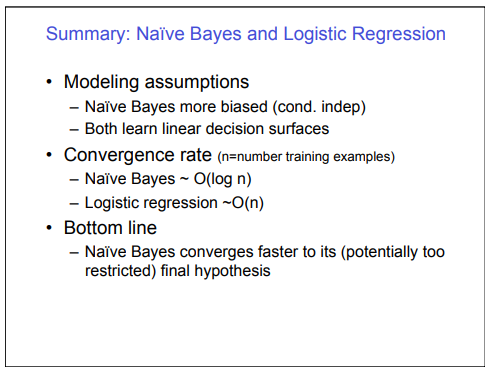 Summary: Naïve Bayes and Logistic Regression
• Modeling assumptions
– Naïve Bayes more biased (cond. indep)
– Both learn linear decision surfaces
• Convergence rate (n=number training examples)
– Naïve Bayes ~ O(log n)
– Logistic regression ~O(n)
• Bottom line
– Naïve Bayes converges faster to its (potentially too
restricted) final hypothesis